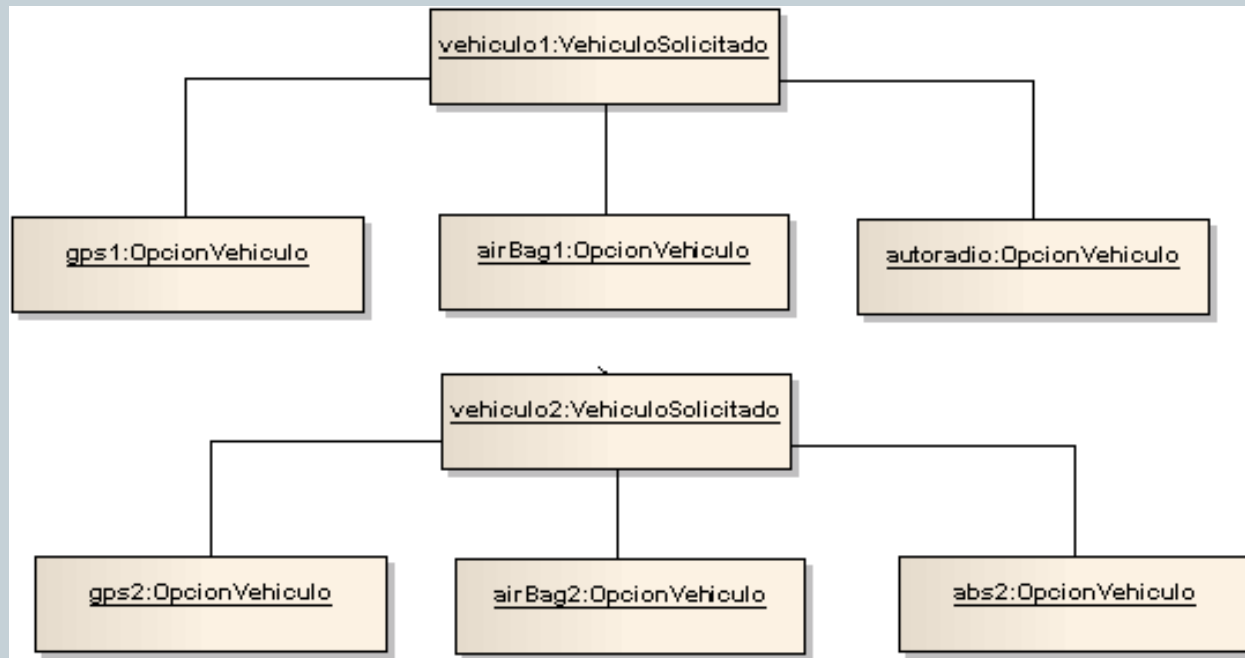 vehiculo1:VehiculoSolicitado
gps1:OpcionVehiculo
airBag1:OpcionVehiculo
autoradio:OpcionVehiculo
vehiculo2:VehiculoSolicitado
gps2:OpcionVehiculo
airBag2:OpcionVehiculo
abs2:OpcionVehiculo